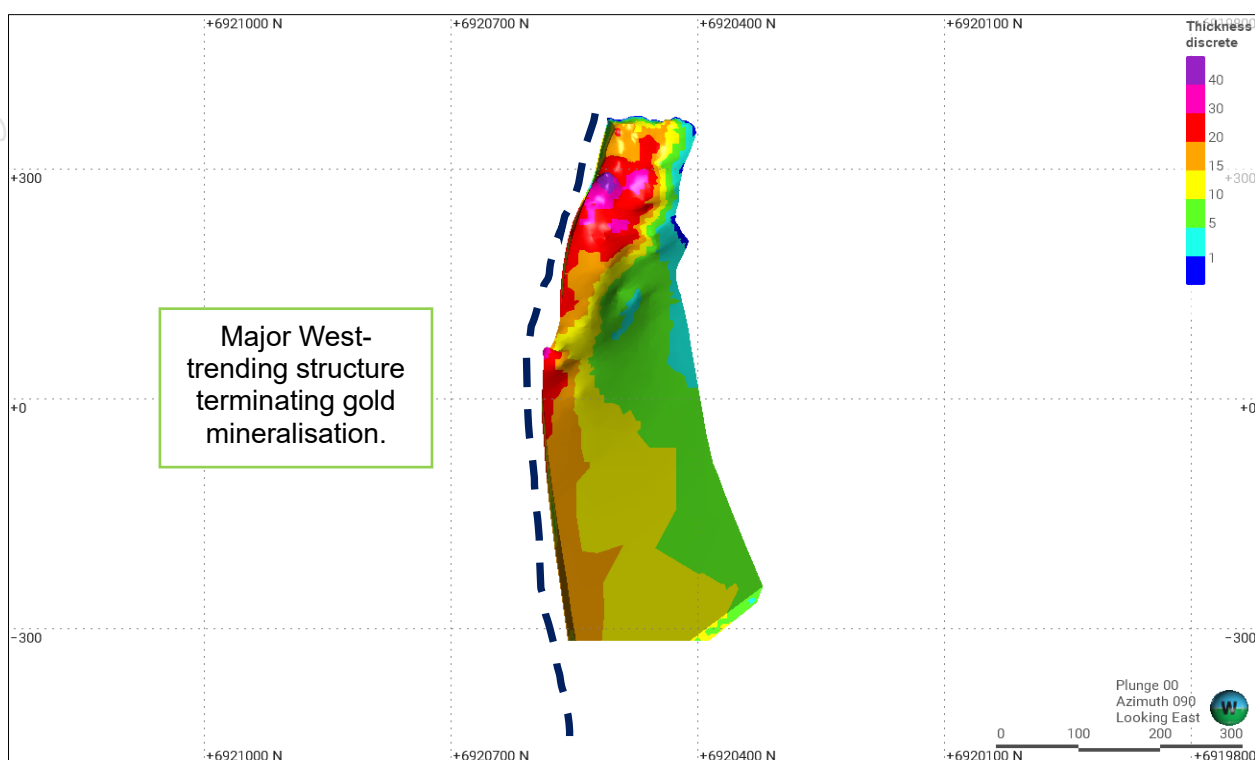 +6921000 N
+6920700 N
+6920400 N
+6920100 N
+6919800
Thickness
discrete
40
30
20
15
10
5
1
+300
+300
Major West-
trending structure
terminating gold
mineralisation.
+0
+0
-300
-300
Plunge 00
Azimuth 090
Looking East
W
0
100
200
300
+6921000 N
+6920700 N
+6920400 N
+6920100 N
+6919800